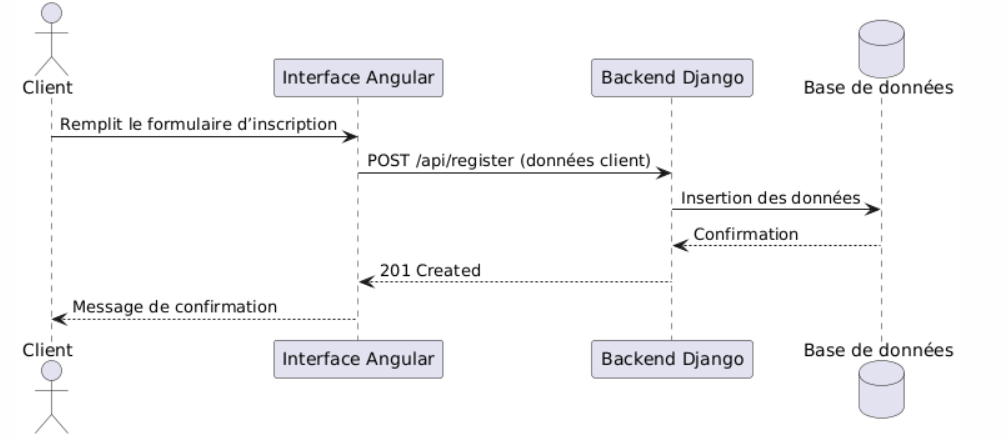 Client
Interface Angular
Backend Django
Base de données
Remplit le formulaire d’inscription
POST /api/register (données client)
Insertion des données
Confirmation
201 Created
Message de confirmation
Client
Interface Angular
Backend Django
Base de données